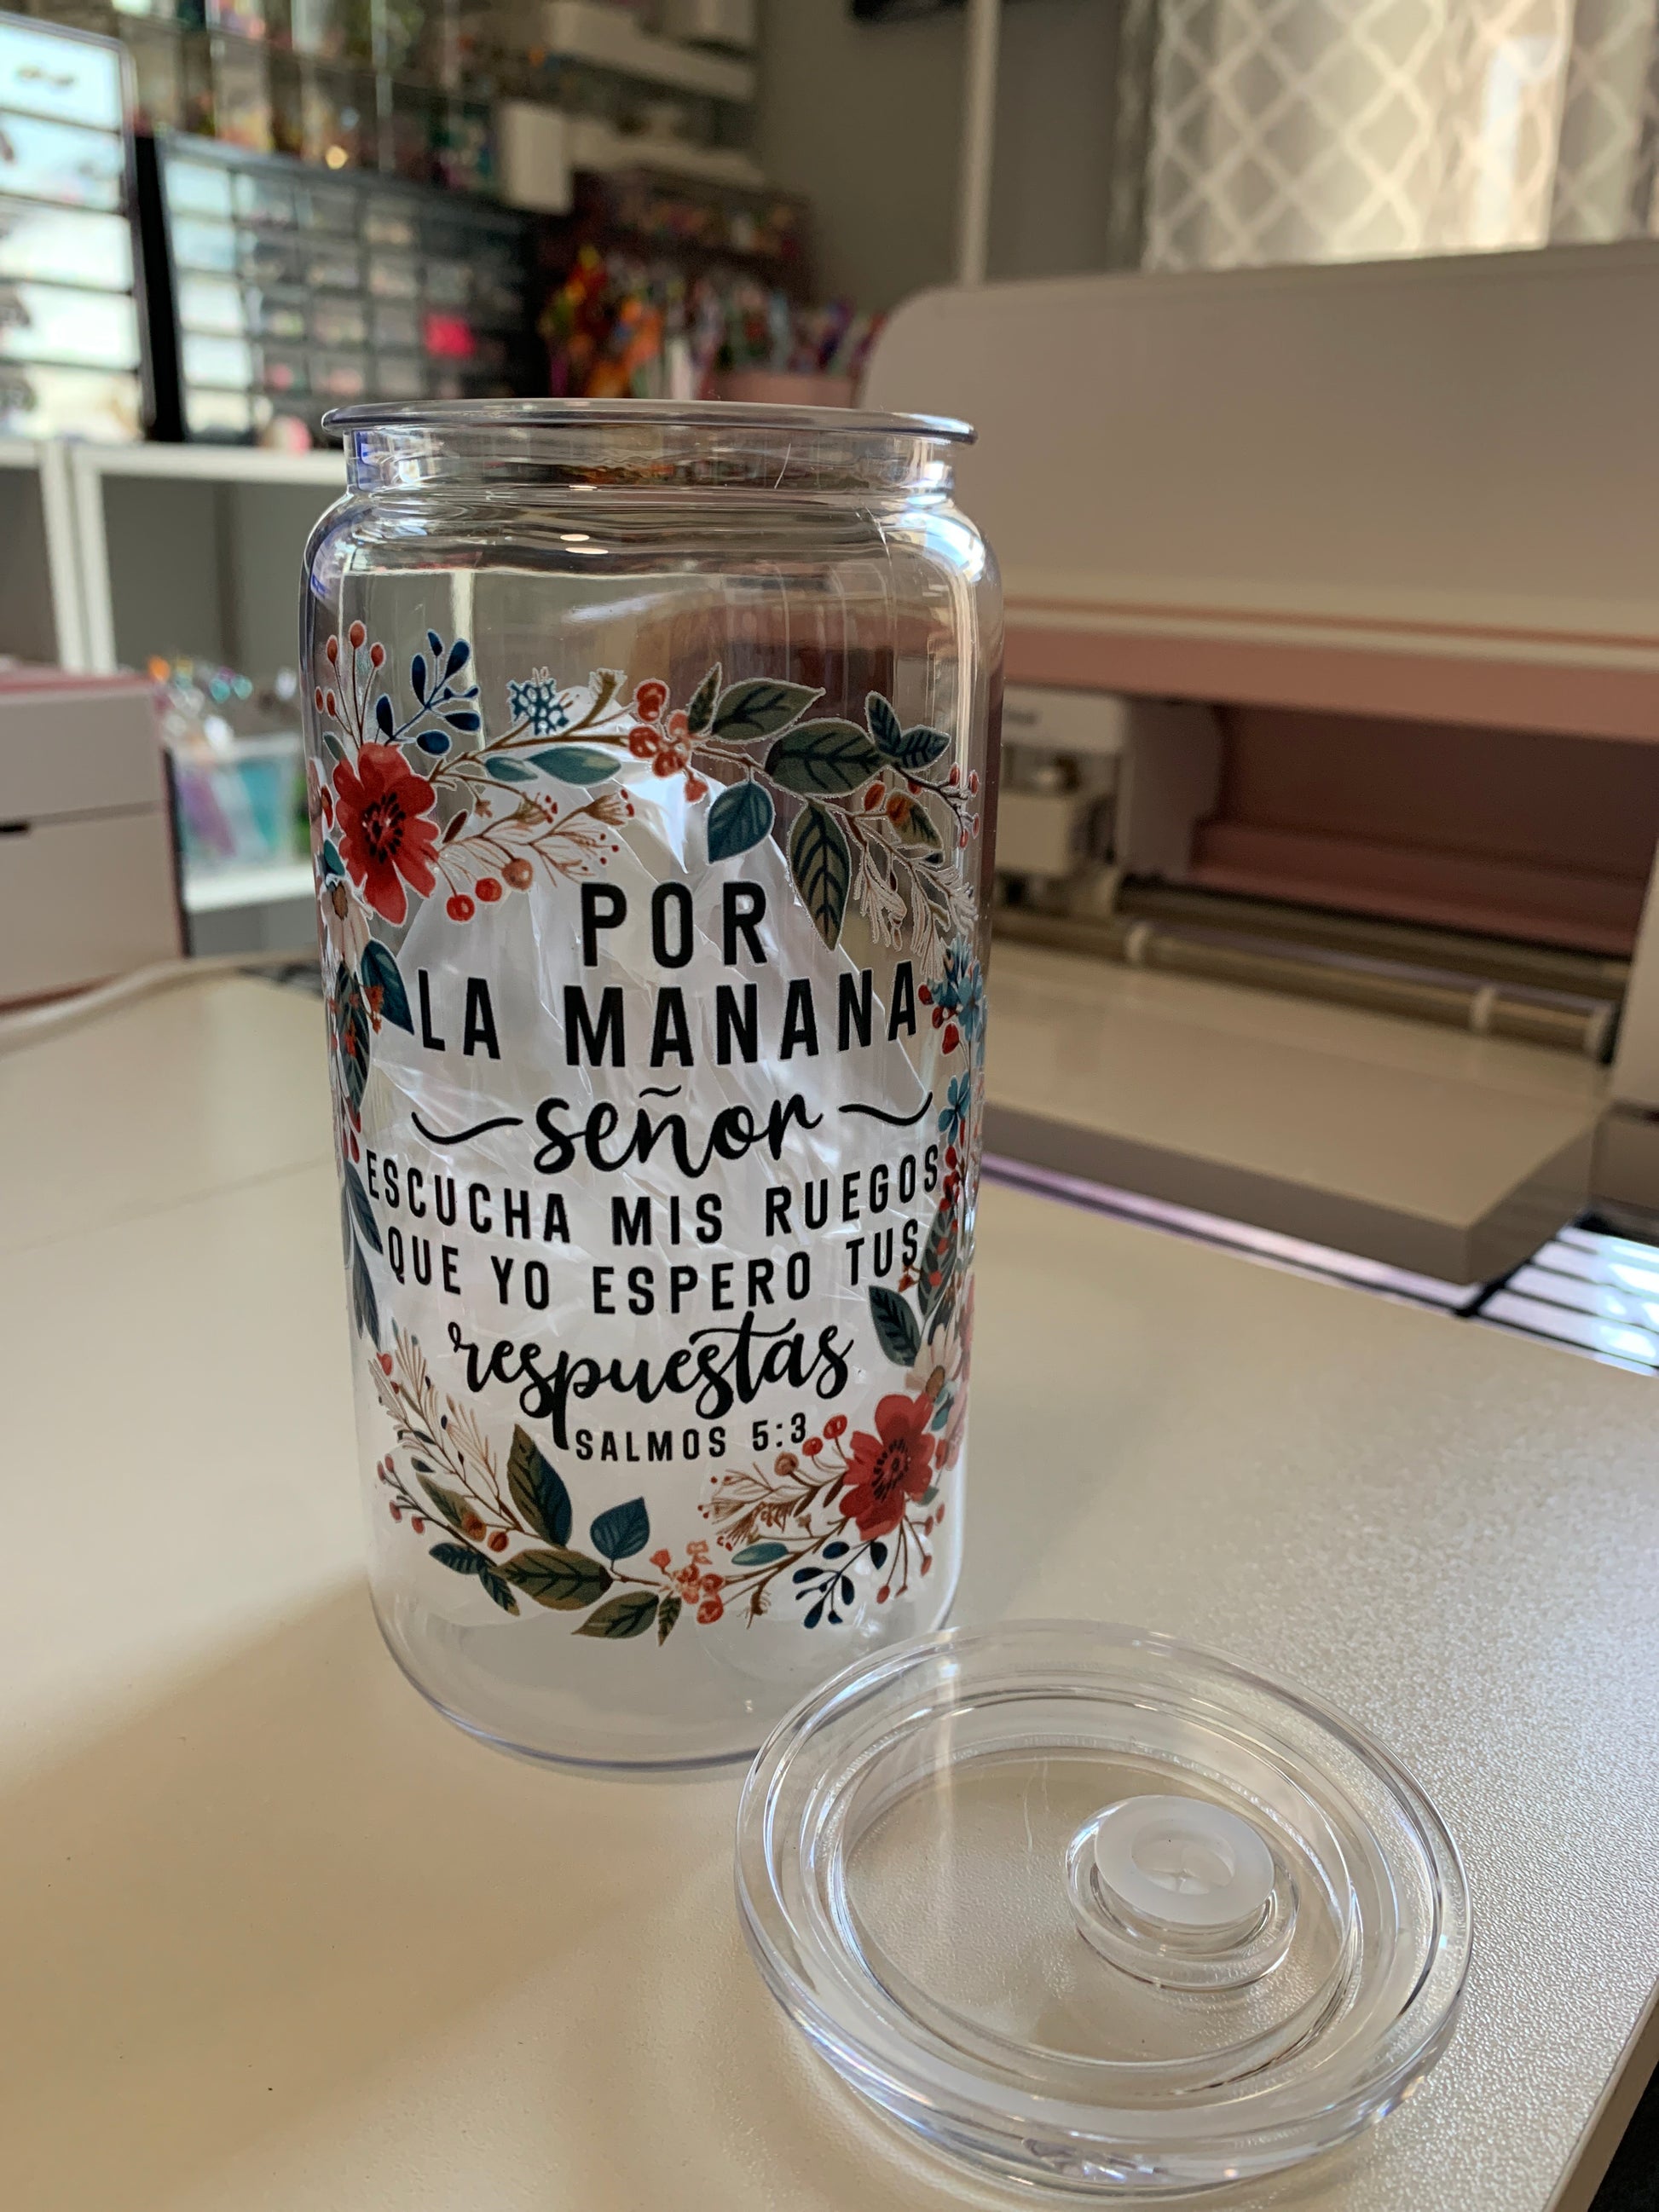 POR
LA MANANA
señor
ESCUCHA MIS RUEGOS
QUE YO ESPERO TUS
respuestas
SALMOS 5:3